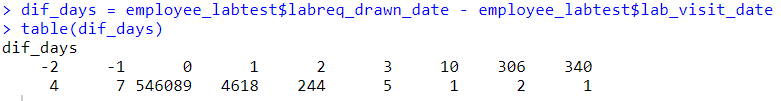 > dif_days = employee_labtest$labreq_drawn_date - employee_labtest$lab_visit_date
> table(dif_days)
dif_days
-2 -1 0 1 2 3 10 306 340
4 7 546089 4618 244 5 1 2 1